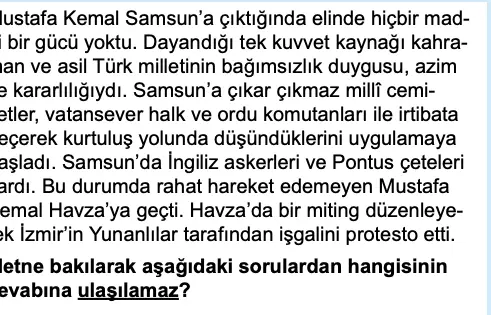 ustafa Kemal Samsun’a çıktığında elinde hiçbir mad-
i bir gücü yoktu. Dayandığı tek kuvvet kaynağı kahra-
an ve asil Türk milletinin bağımsızlık duygusu, azim
e kararlılığıydı. Samsun’a çıkar çıkmaz millî cemi-
etler, vatansever halk ve ordu komutanları ile irtibata
eçerek kurtuluş yolunda düşündüklerini uygulamaya
aşladı. Samsun’da İngiliz askerleri ve Pontus çeteleri
ardı. Bu durumda rahat hareket edemeyen Mustafa
emal Havza’ya geçti. Havza’da bir miting düzenleye-
ek İzmir’in Yunanlılar tarafından işgalini protesto etti.
etne bakılarak aşağıdaki sorulardan hangisinin
evabına ulaşılamaz?